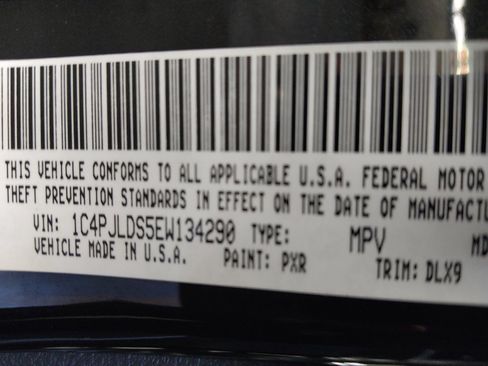 THIS VEHICLE CONFORMS TO ALL APPLICABLE U.S.A. FEDERAL MOTOR
THEFT PREVENTION STANDARDS IN EFFECT ON THE DATE OF MANUFACTU
VIN: 1C4PJLDS5EW134290 TYPE: MPV MD
VEHICLE MADE IN U.S.A. PAINT: PXR TRIM: DLX9